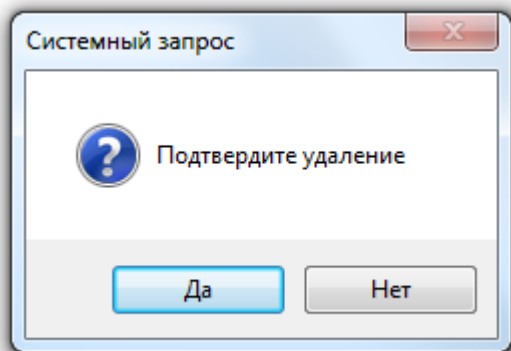 Системный запрос
Подтвердите удаление
Да
Нет